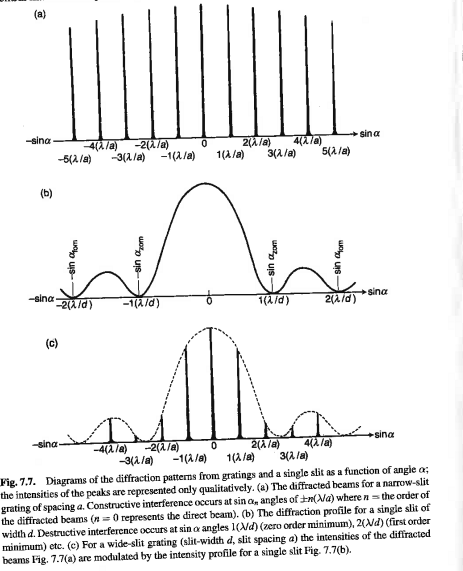 (a)
-sinα
-4(λ/a)
-2(λ/a)
0
2(λ/a)
4(λ/a)
sinα
-5(λ/a)
-3(λ/a)
-1(λ/a)
1(λ/a)
3(λ/a)
5(λ/a)
(b)
-sin α fom
-sin α zom
sin α zom
sin α fom
-sinα
-2(λ/d)
-1(λ/d)
0
1(λ/d)
2(λ/d)
sinα
(c)
-sinα
-4(λ/a)
-2(λ/a)
0
2(λ/a)
4(λ/a)
sinα
-3(λ/a)
-1(λ/a)
1(λ/a)
3(λ/a)
Fig. 7.7. Diagrams of the diffraction patterns from gratings and a single slit as a function of angle α;
the intensities of the peaks are represented only qualitatively. (a) The diffracted beams for a narrow-slit
grating of spacing a. Constructive interference occurs at sin αn angles of ±n(λ/a) where n = the order of
the diffracted beams (n = 0 represents the direct beam). (b) The diffraction profile for a single slit of
width d. Destructive interference occurs at sin α angles 1(λ/d) (zero order minimum), 2(λ/d) (first order
minimum) etc. (c) For a wide-slit grating (slit-width d, slit spacing a) the intensities of the diffracted
beams Fig. 7.7(a) are modulated by the intensity profile for a single slit Fig. 7.7(b).